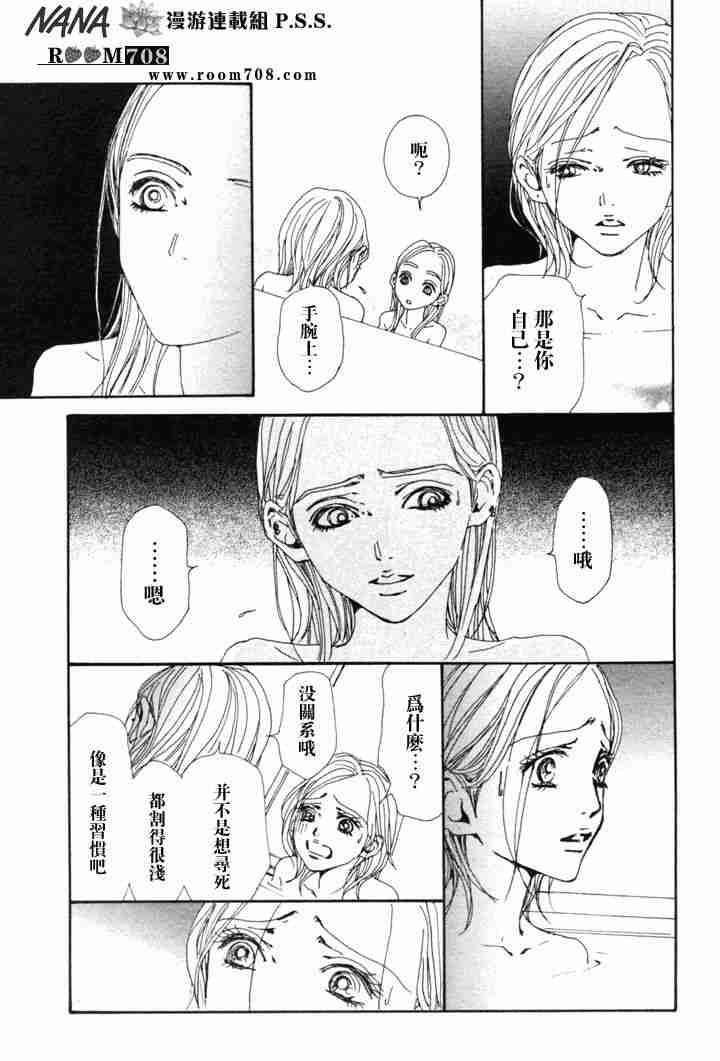 NANA 漫游連載組 P.S.S.
ROOM708
www.room708.com
那是你
自己…？
呃？
手腕上…
……哦
……嗯
爲什麼…？
没關系哦
并不是想尋死
都割得很淺
像是一種習慣吧